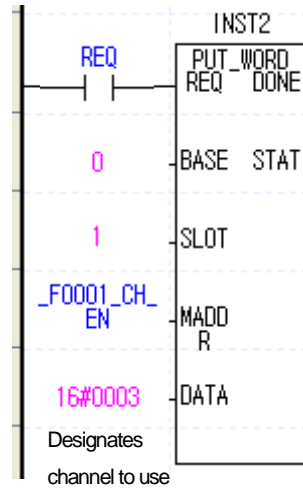 INST2
REQ
PUT_WORD
REQ DONE
0
BASE STAT
1
SLOT
_F0001_CH_
EN
MADD
R
16#0003
DATA
Designates
channel to use